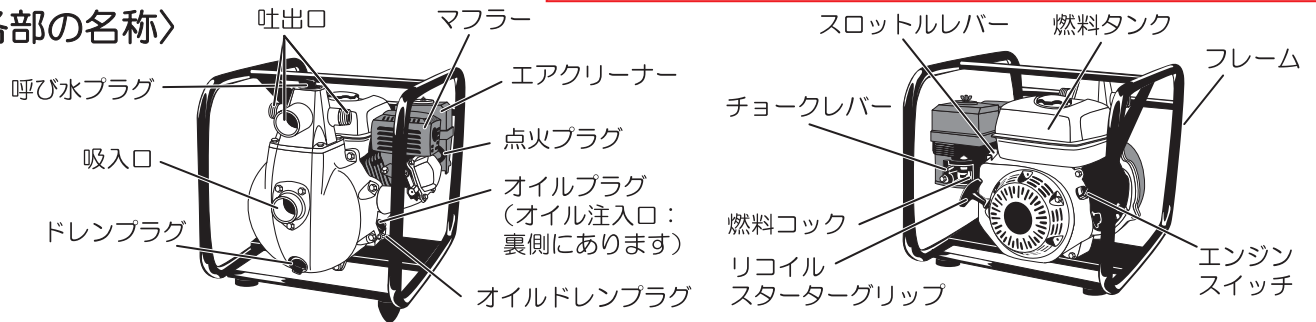 部の名称〉
吐出口
マフラー
呼び水プラグ
エアクリーナー
吸入口
点火プラグ
オイルプラグ
（オイル注入口：
裏側にあります）
ドレンプラグ
オイルドレンプラグ
スロットルレバー
燃料タンク
フレーム
チョークレバー
燃料コック
リコイル
スターターグリップ
エンジン
スイッチ